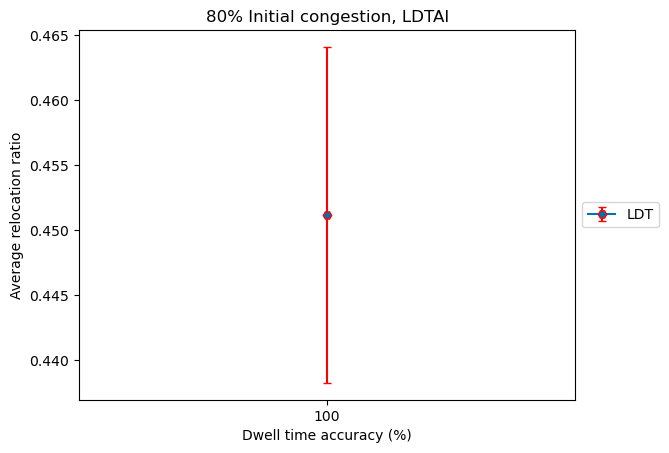 80% Initial congestion, LDTAI
0.465
0.460
0.455
0.450
0.445
0.440
Average relocation ratio
100
Dwell time accuracy (%)
LDT